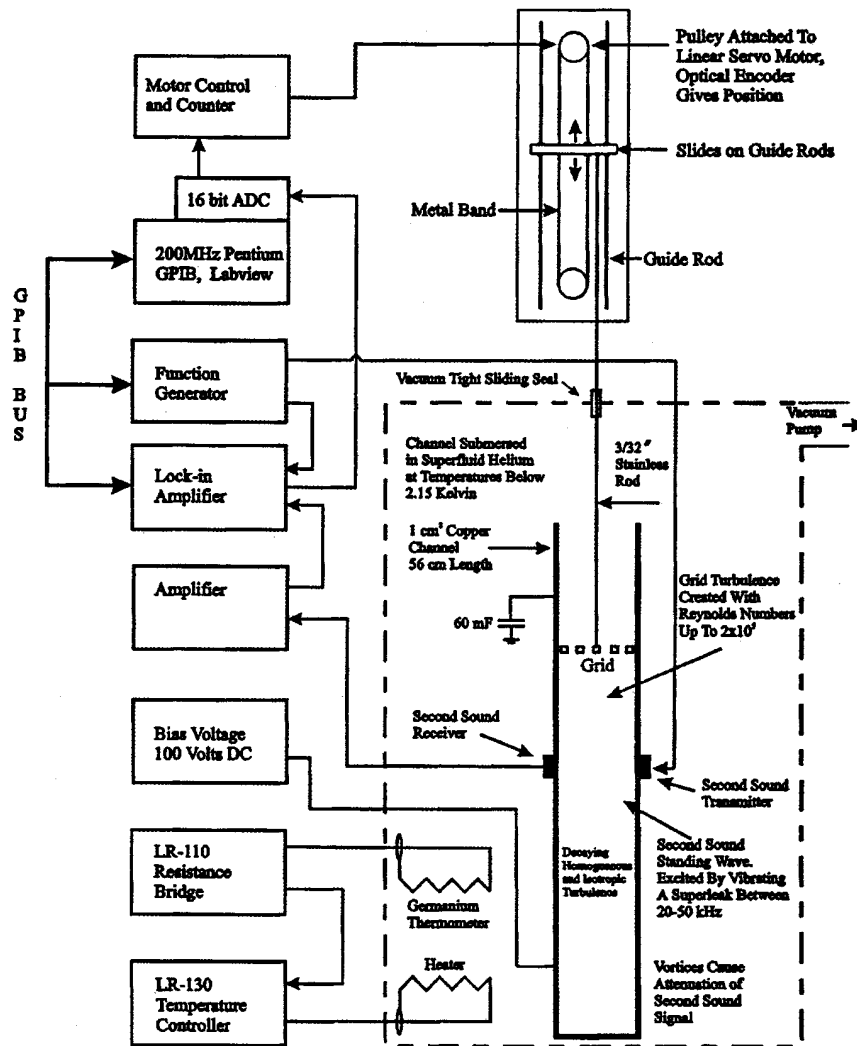 Pulley Attached To
Linear Servo Motor,
Optical Encoder
Gives Position
Motor Control
and Counter
Slides on Guide Rods
16 bit ADC
Metal Band
200MHz Pentium
GPIB, Labview
Guide Rod
GPIB BUS
Function
Generator
Vacuum Tight Sliding Seal
Vacuum
Pump
Channel Submersed
in Superfluid Helium
at Temperatures Below
2.15 Kelvin
3/32"
Stainless
Rod
Lock-in
Amplifier
1 cm² Copper
Channel
56 cm Length
Amplifier
Grid Turbulence
Created With
Reynolds Numbers
Up To 2x10⁵
60 mF
Grid
Second Sound
Receiver
Bias Voltage
100 Volts DC
Second Sound
Transmitter
Decaying
Homogeneous
and Isotropic
Turbulence
Second Sound
Standing Wave.
Excited By Vibrating
A Superleak Between
20-50 kHz
LR-110
Resistance
Bridge
Germanium
Thermometer
Heater
LR-130
Temperature
Controller
Vortices Cause
Attenuation of
Second Sound
Signal